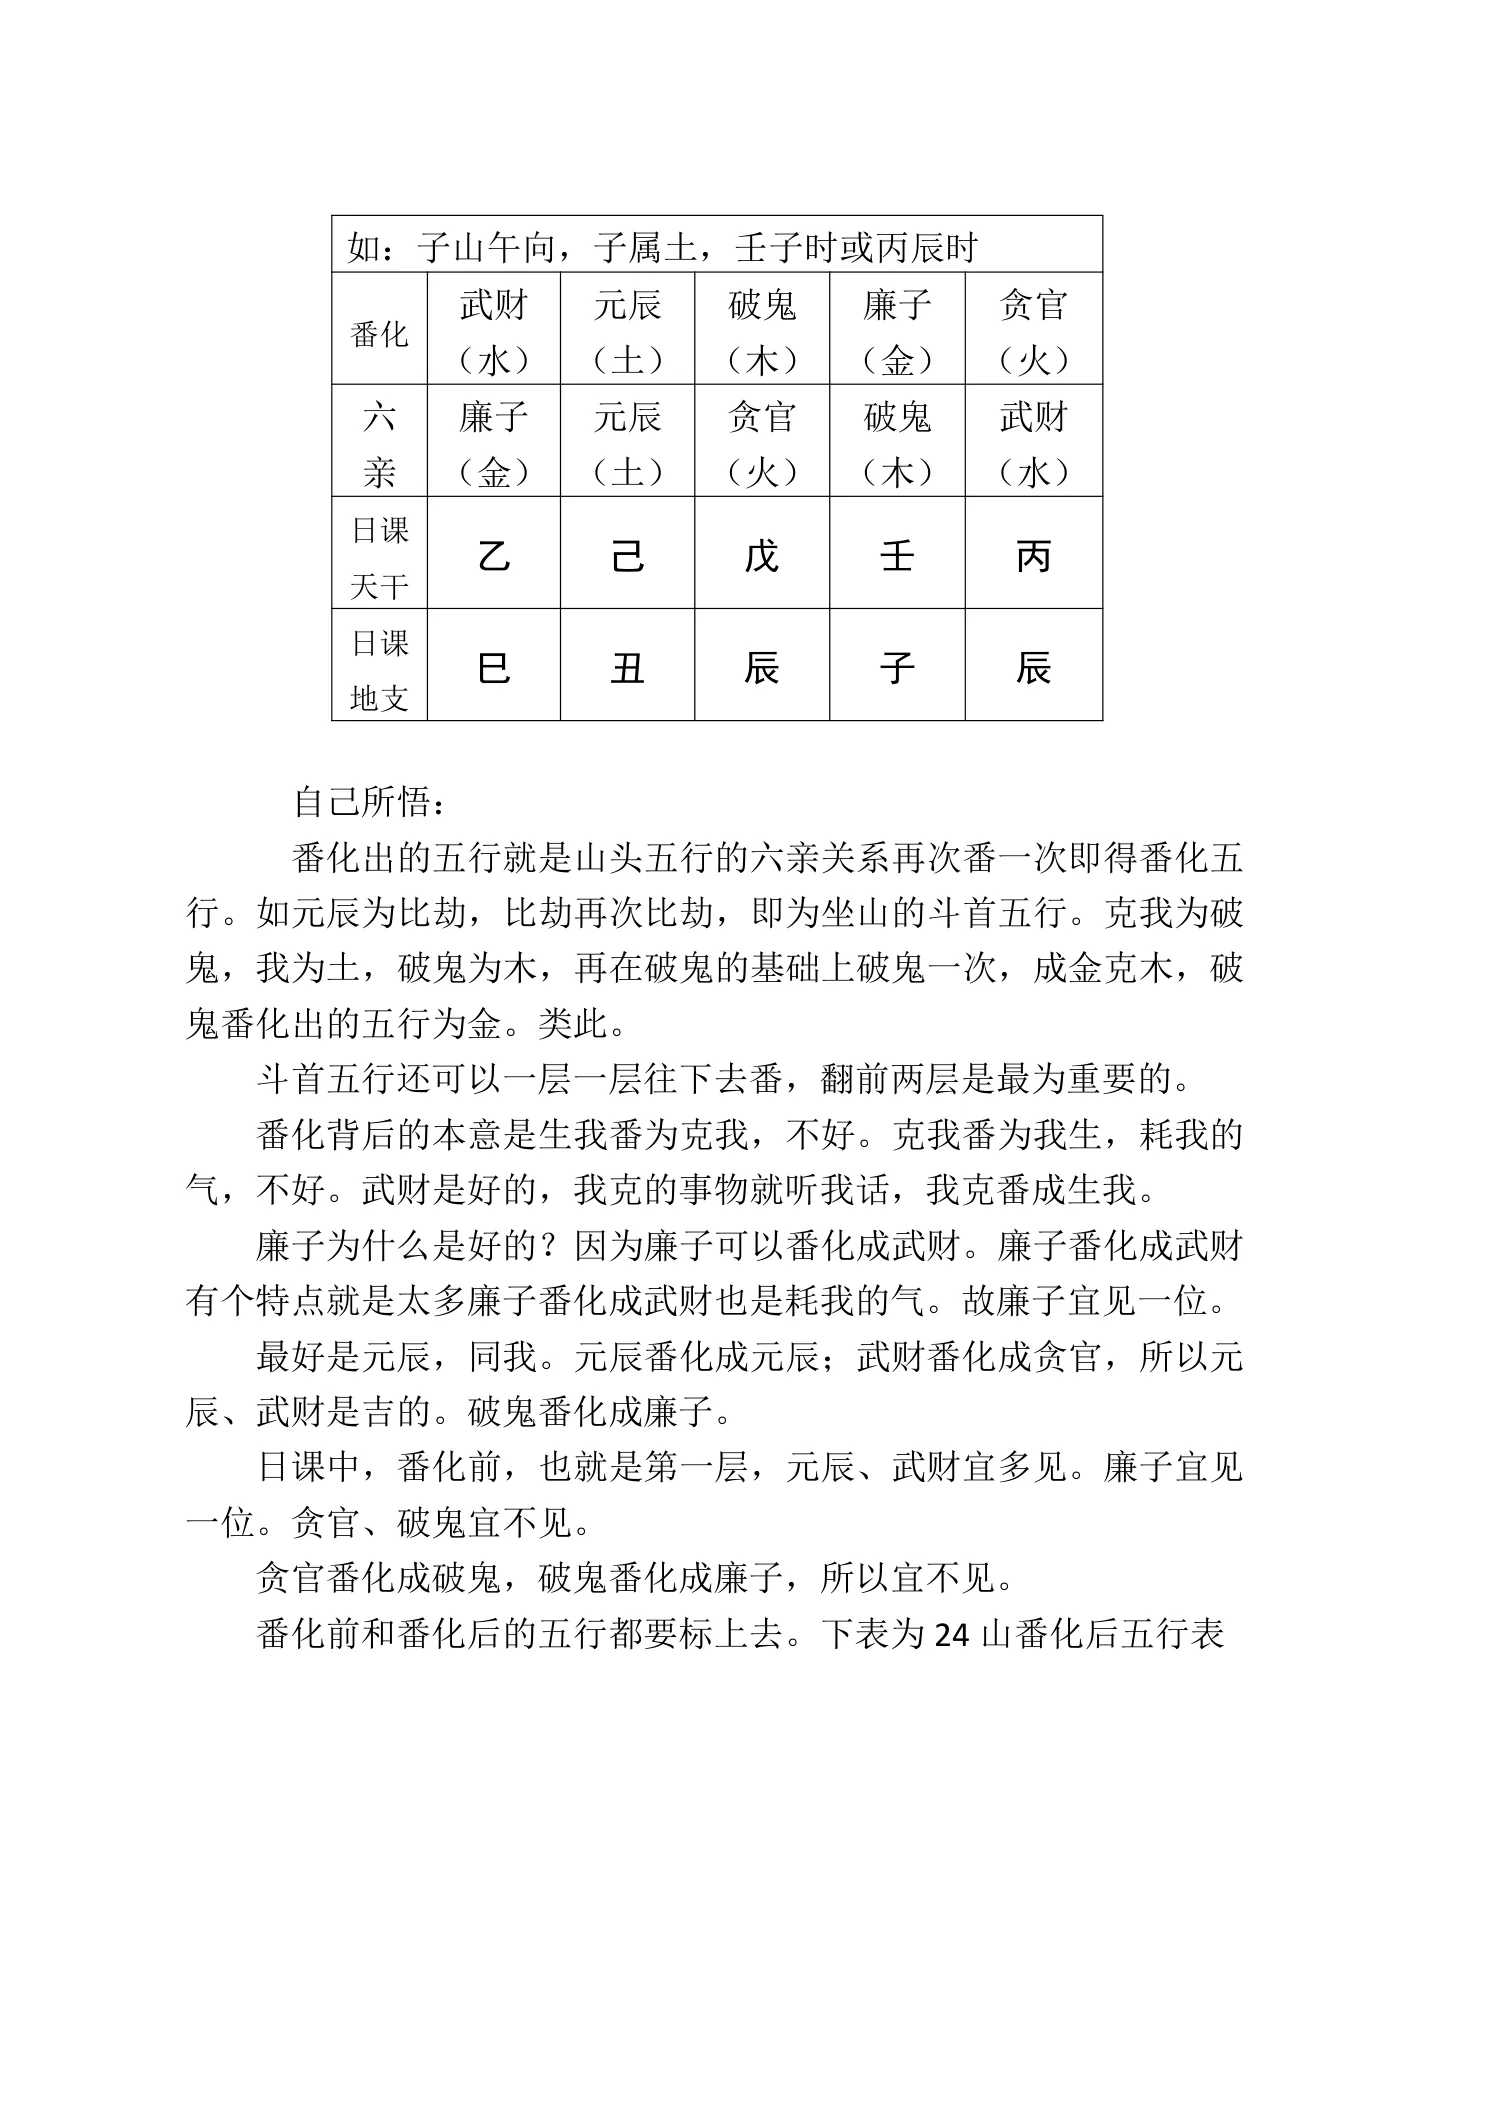 如：子山午向，子属土，壬子时或丙辰时
番化 武财（水） 元辰（土） 破鬼（木） 廉子（金） 贪官（火）
六亲 廉子（金） 元辰（土） 贪官（火） 破鬼（木） 武财（水）
日课天干 乙 己 戊 壬 丙
日课地支 巳 丑 辰 子 辰
自己所悟：
番化出的五行就是山头五行的六亲关系再次番一次即得番化五
行。如元辰为比劫，比劫再次比劫，即为坐山的斗首五行。克我为破
鬼，我为土，破鬼为木，再在破鬼的基础上破鬼一次，成金克木，破
鬼番化出的五行为金。类此。
斗首五行还可以一层一层往下去番，翻前两层是最为重要的。
番化背后的本意是生我番为克我，不好。克我番为我生，耗我的
气，不好。武财是好的，我克的事物就听我话，我克番成生我。
廉子为什么是好的？因为廉子可以番化成武财。廉子番化成武财
有个特点就是太多廉子番化成武财也是耗我的气。故廉子宜见一位。
最好是元辰，同我。元辰番化成元辰；武财番化成贪官，所以元
辰、武财是吉的。破鬼番化成廉子。
日课中，番化前，也就是第一层，元辰、武财宜多见。廉子宜见
一位。贪官、破鬼宜不见。
贪官番化成破鬼，破鬼番化成廉子，所以宜不见。
番化前和番化后的五行都要标上去。下表为 24 山番化后五行表